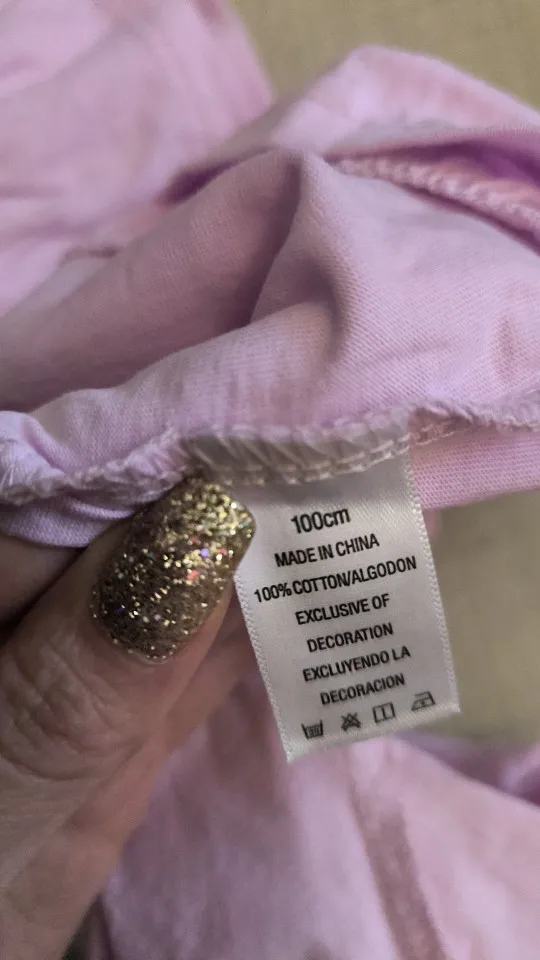 100cm
MADE IN CHINA
100% COTTON/ALGODON
EXCLUSIVE OF
DECORATION
EXCLUYENDO LA
DECORACION